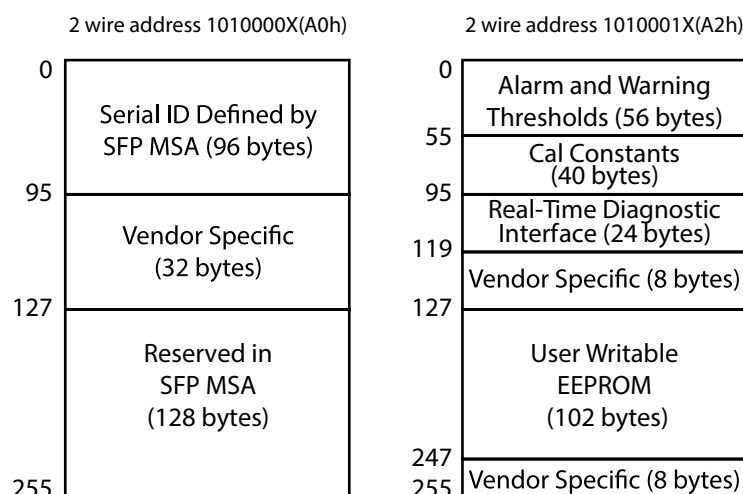 2 wire address 1010000X(A0h)
0
Serial ID Defined by
SFP MSA (96 bytes)
95
Vendor Specific
(32 bytes)
127
Reserved in
SFP MSA
(128 bytes)
255
2 wire address 1010001X(A2h)
0
Alarm and Warning
Thresholds (56 bytes)
55
Cal Constants
(40 bytes)
95
Real-Time Diagnostic
Interface (24 bytes)
119
Vendor Specific (8 bytes)
127
User Writable
EEPROM
(102 bytes)
247
Vendor Specific (8 bytes)
255